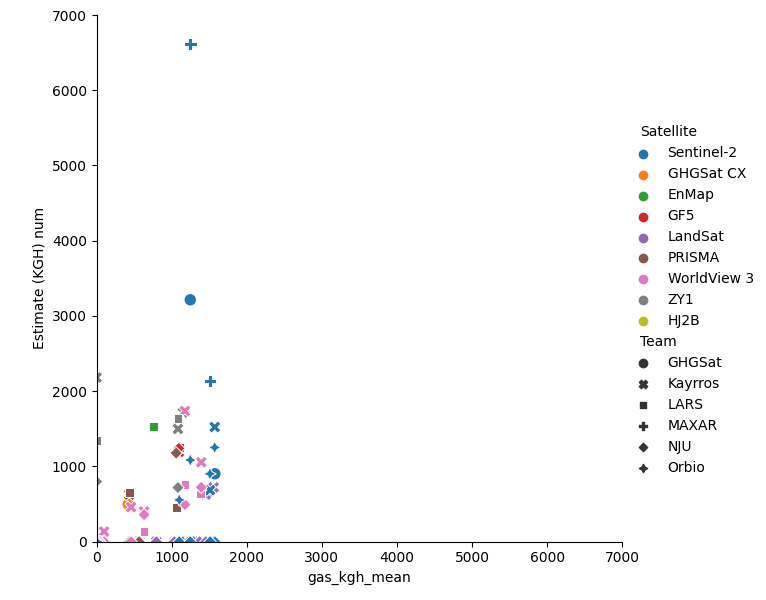 7000
6000
5000
4000
3000
2000
1000
0
Estimate (KGH) num
0 1000 2000 3000 4000 5000 6000 7000
gas_kgh_mean
Satellite
Sentinel-2
GHGSat CX
EnMap
GF5
LandSat
PRISMA
WorldView 3
ZY1
HJ2B
Team
GHGSat
Kayrros
LARS
MAXAR
NJU
Orbio